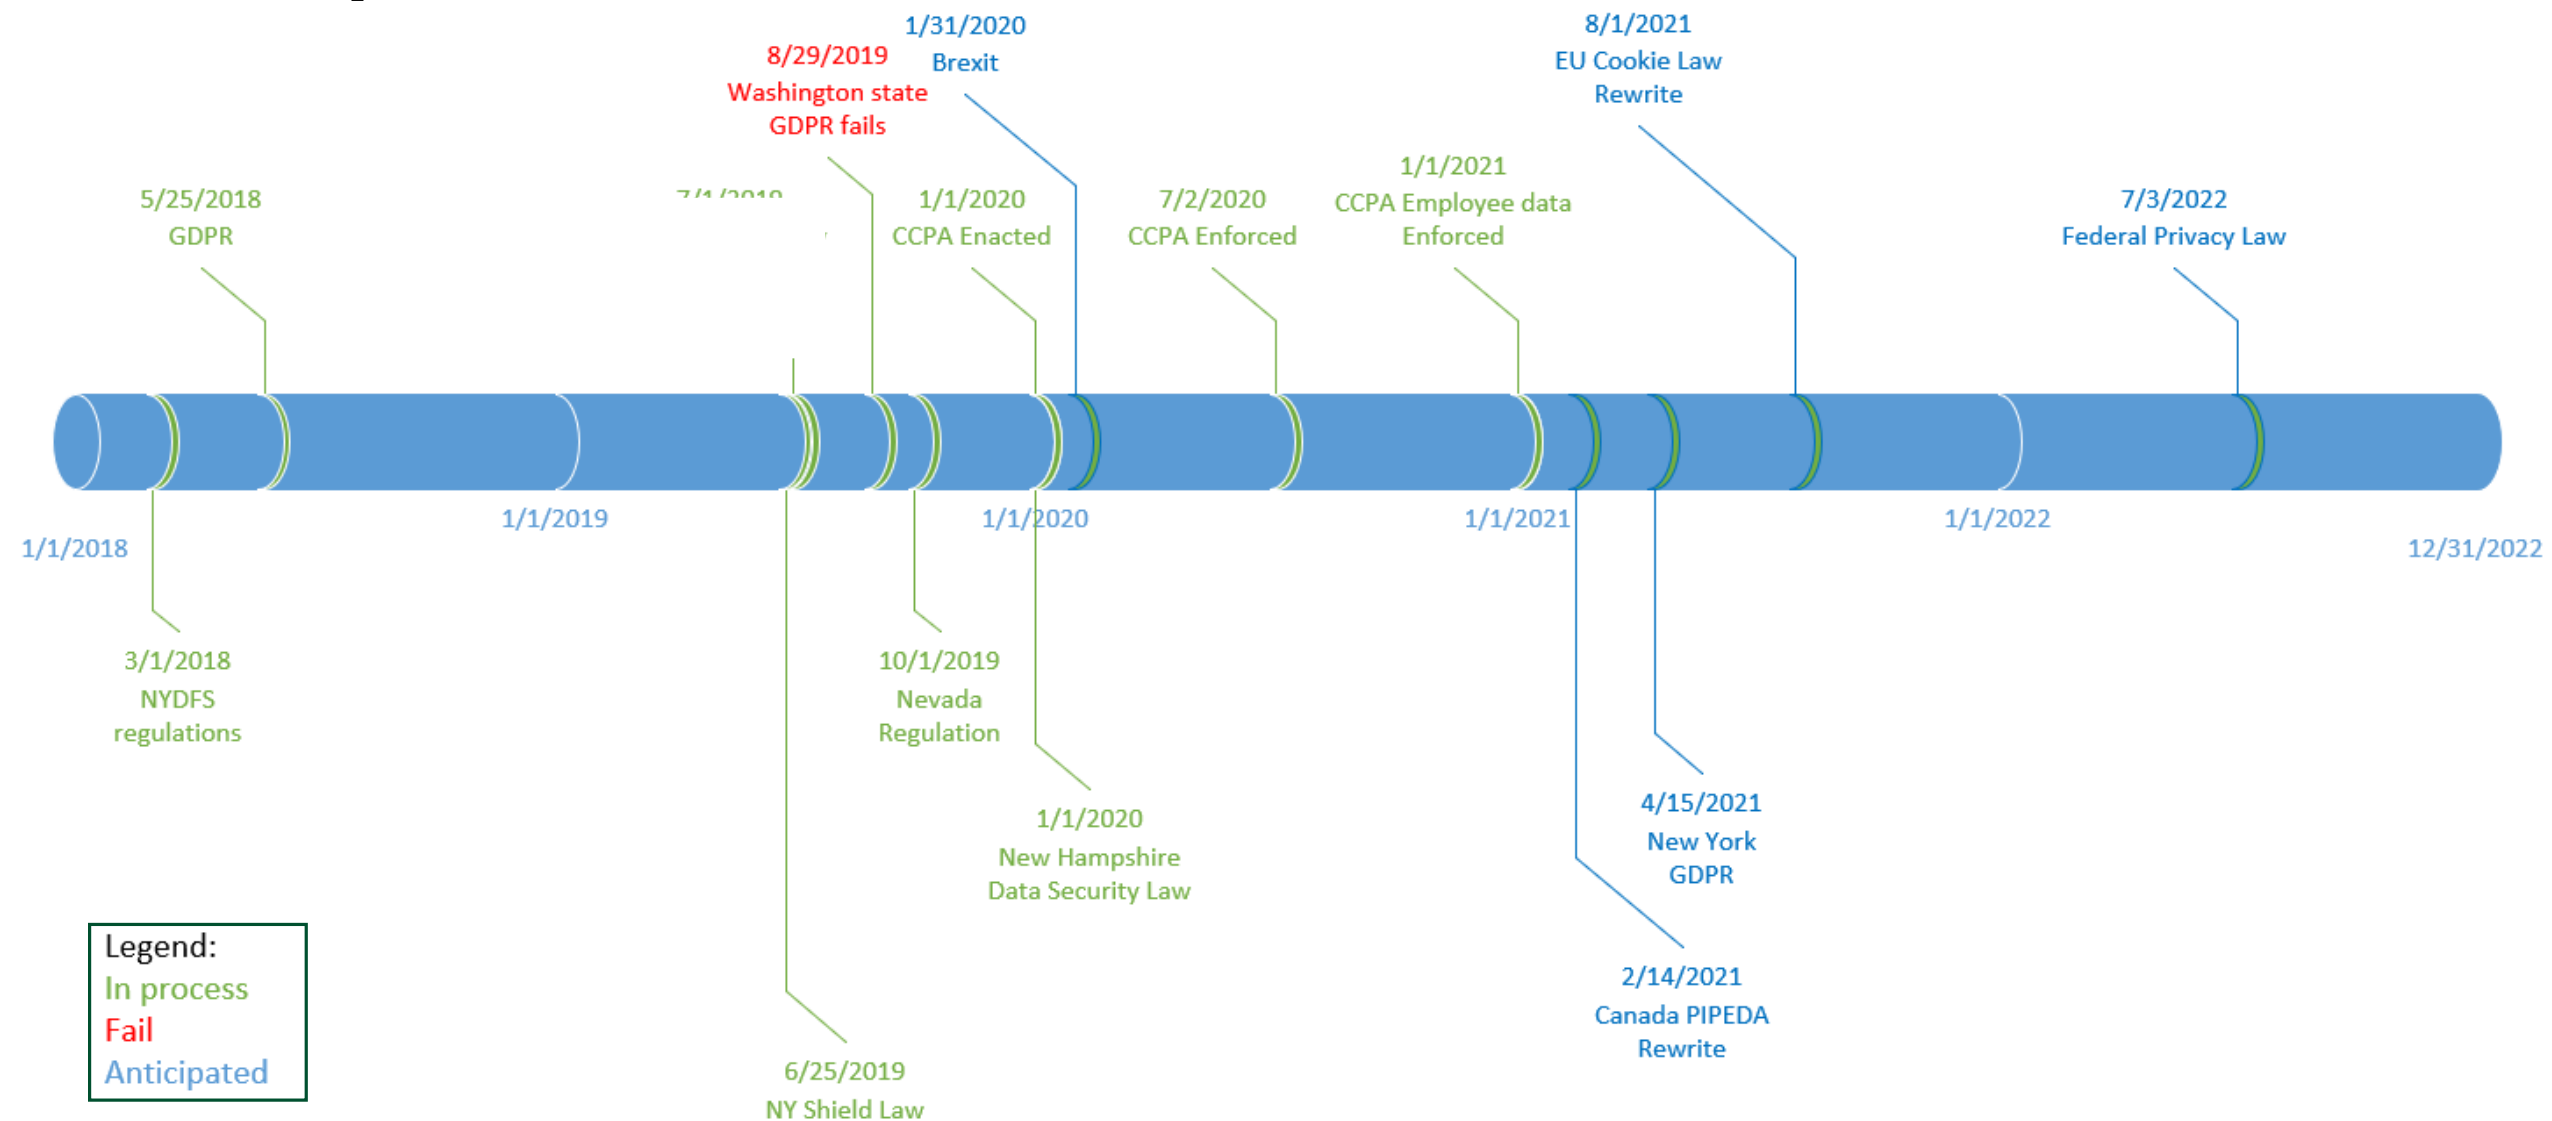 1/31/2020
Brexit
8/1/2021
EU Cookie Law
Rewrite
8/29/2019
Washington state
GDPR fails
5/25/2018
GDPR
7/1/2019
1/1/2020
CCPA Enacted
7/2/2020
CCPA Enforced
1/1/2021
CCPA Employee data
Enforced
7/3/2022
Federal Privacy Law
1/1/2018
1/1/2019
1/1/2020
1/1/2021
1/1/2022
12/31/2022
3/1/2018
NYDFS
regulations
10/1/2019
Nevada
Regulation
1/1/2020
New Hampshire
Data Security Law
4/15/2021
New York
GDPR
2/14/2021
Canada PIPEDA
Rewrite
6/25/2019
NY Shield Law
Legend:
In process
Fail
Anticipated